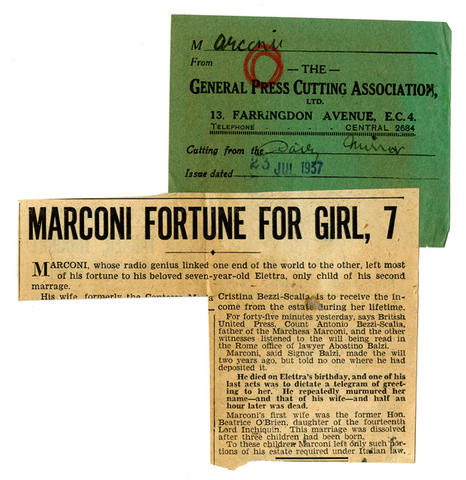 M arconi
From
— THE —
GENERAL PRESS CUTTING ASSOCIATION,
LTD.
13, FARRINGDON AVENUE, E.C. 4.
TELEPHONE - - - CENTRAL 2684
Cutting from the Daily Mirror
Issue dated 23 JUL 1937
MARCONI FORTUNE FOR GIRL, 7
MARCONI, whose radio genius linked one end of the world to the other, left most
of his fortune to his beloved seven-year-old Elettra, only child of his second
marrage.
His wife, formerly the Cristina Bezzi-Scalia is to receive the in-
come from the estate during her lifetime.
For forty-five minutes yesterday, says British
United Press, Count Antonio Bezzi-Scalia,
father of the Marchesa Marconi, and the other
witnesses listened to the will being read in
the Rome office of lawyer Abostino Balzi.
Marconi, said Signor Balzi, made the will
two years ago, but told no one where he had
deposited it.
He died on Elettra's birthday, and one of his
last acts was to dictate a telegram of greet-
ing to her. He repeatedly murmured her
name—and that of his wife—and half an
hour later was dead.
Marconi's first wife was the former Hon.
Beatrice O'Brien, daughter of the fourteenth
Lord Inchiquin. This marriage was dissolved
after three children had been born.
To these children Marconi left only such por-
tions of his estate required under Italian law.